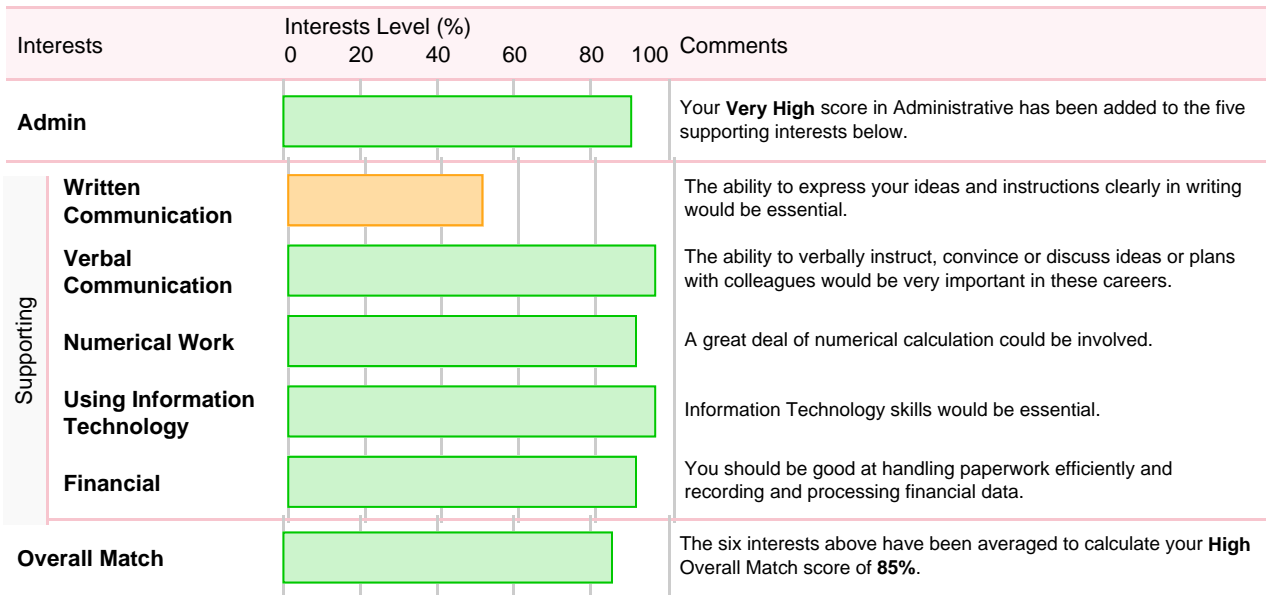 Interests
Interests Level (%)
0 20 40 60 80 100
Comments
Admin
Your Very High score in Administrative has been added to the five
supporting interests below.
Supporting
Written
Communication
The ability to express your ideas and instructions clearly in writing
would be essential.
Verbal
Communication
The ability to verbally instruct, convince or discuss ideas or plans
with colleagues would be very important in these careers.
Numerical Work
A great deal of numerical calculation could be involved.
Using Information
Technology
Information Technology skills would be essential.
Financial
You should be good at handling paperwork efficiently and
recording and processing financial data.
Overall Match
The six interests above have been averaged to calculate your High
Overall Match score of 85%.